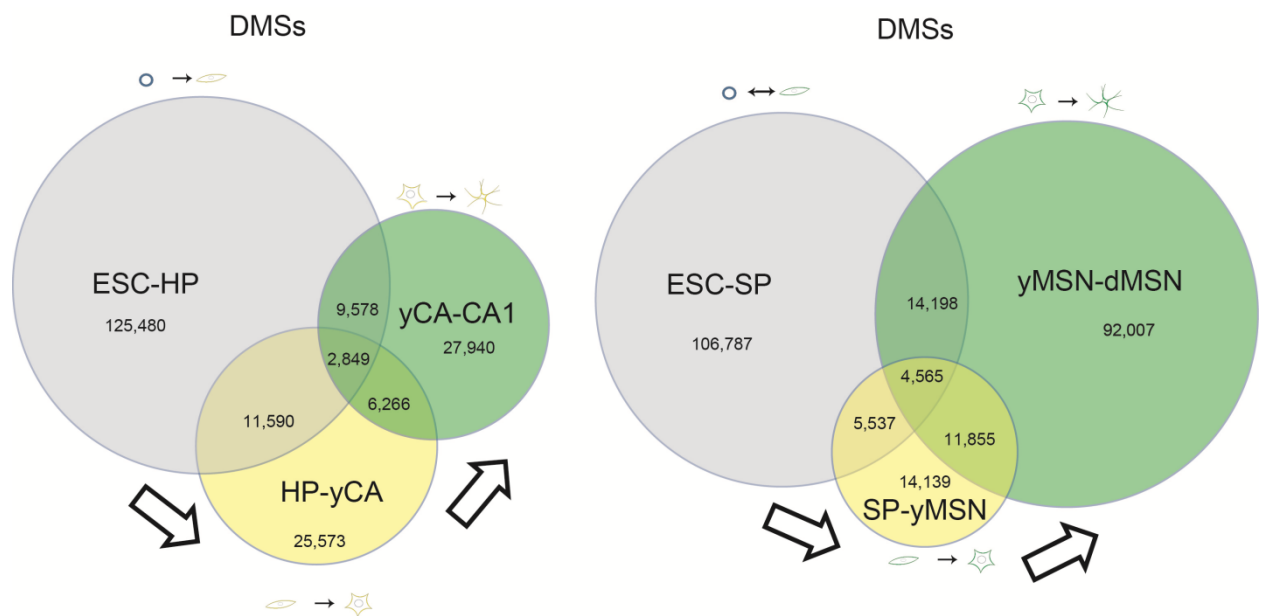 DMSs
ESC-HP
125,480
9,578
yCA-CA1
27,940
2,849
6,266
11,590
HP-yCA
25,573
DMSs
ESC-SP
106,787
14,198
yMSN-dMSN
92,007
4,565
5,537
11,855
14,139
SP-yMSN